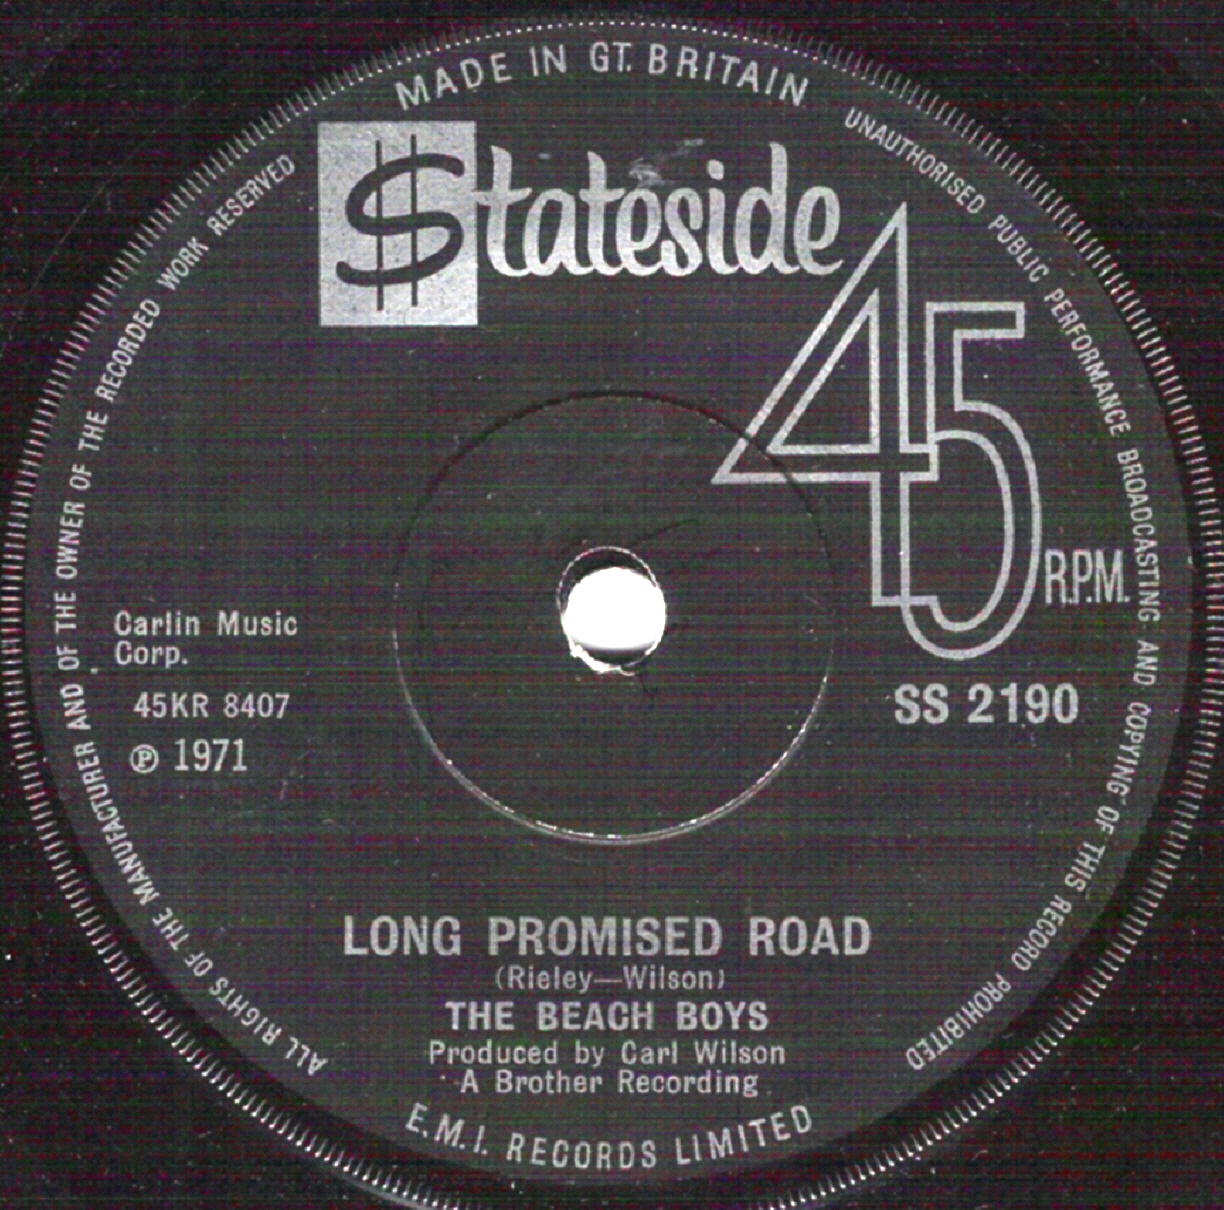 MADE IN GT. BRITAIN
UNAUTHORISED PUBLIC PERFORMANCE BROADCASTING AND COPYING OF THIS RECORD PROHIBITED
ALL RIGHTS OF THE MANUFACTURER AND OF THE OWNER OF THE RECORDED WORK RESERVED
$tateside
45
R.P.M.
Carlin Music
Corp.
45KR 8407
℗ 1971
SS 2190
LONG PROMISED ROAD
(Rieley—Wilson)
THE BEACH BOYS
Produced by Carl Wilson
A Brother Recording
E.M.I. RECORDS LIMITED